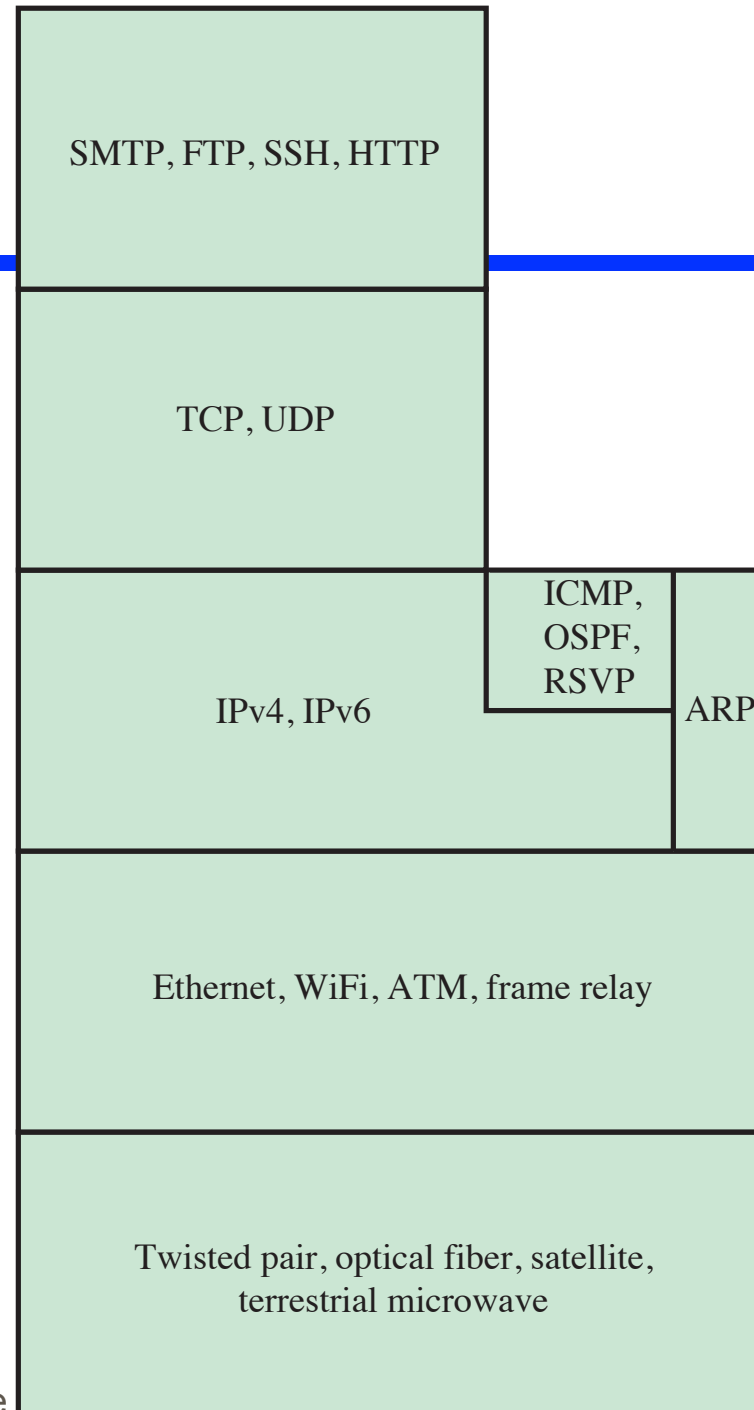 SMTP, FTP, SSH, HTTP
TCP, UDP
ICMP,
OSPF,
RSVP
IPv4, IPv6
ARP
Ethernet, WiFi, ATM, frame relay
Twisted pair, optical fiber, satellite,
terrestrial microwave